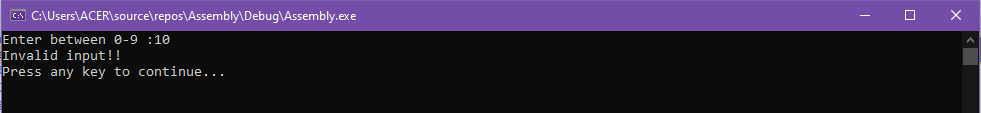 C:\Users\ACER\source\repos\Assembly\Debug\Assembly.exe
Enter between 0-9 :10
Invalid input!!
Press any key to continue...